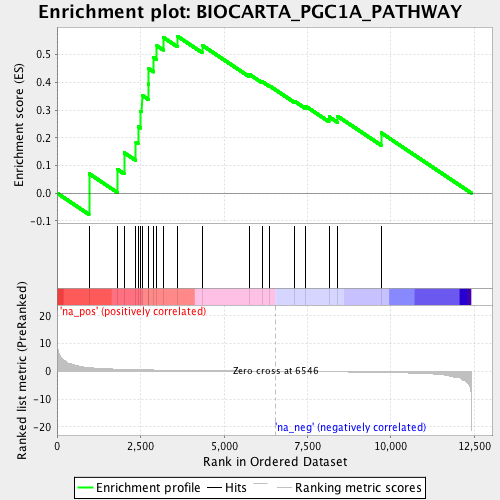 Enrichment plot: BIOCARTA_PGC1A_PATHWAY
Enrichment score (ES)
0.5
0.4
0.3
0.2
0.1
0.0
-0.1
'na_pos' (positively correlated)
Ranked list metric (PreRanked)
20
10
0
-10
-20
Zero cross at 6546
'na_neg' (negatively correlated)
0
2,500
5,000
7,500
10,000
12,500
Rank in Ordered Dataset
Enrichment profile
Hits
Ranking metric scores